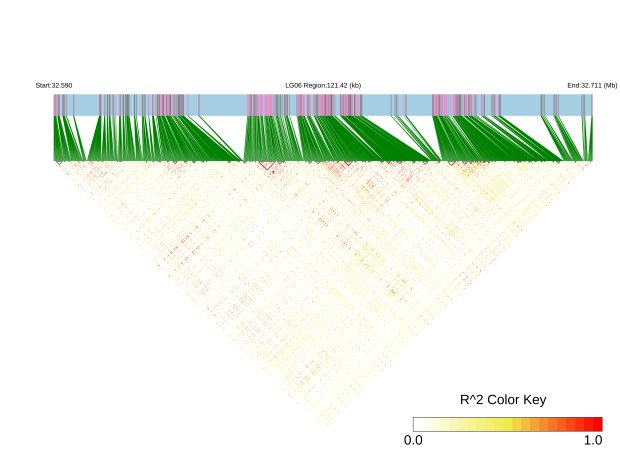 Start:32.590 LG06 Region:121.42 (kb) End:32.711 (Mb)
R^2 Color Key
0.0 1.0